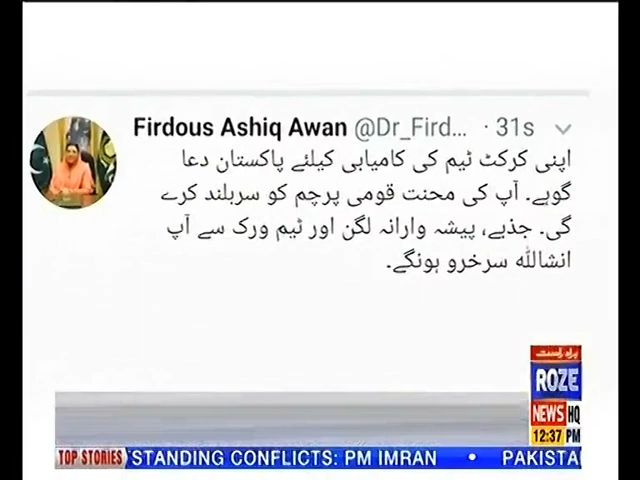 Firdous Ashiq Awan @Dr_Fird... · 31s
اپنی کرکٹ ٹیم کی کامیابی کیلئے پاکستان دعا
گوہے۔ آپ کی محنت قومی پرچم کو سربلند کرے
گی۔ جذبے، پیشہ وارانہ لگن اور ٹیم ورک سے آپ
انشاللہ سرخرو ہونگے۔
براہ راست
ROZE
NEWS HQ
12:37 PM
TOP STORIES 'STANDING CONFLICTS: PM IMRAN • PAKISTA